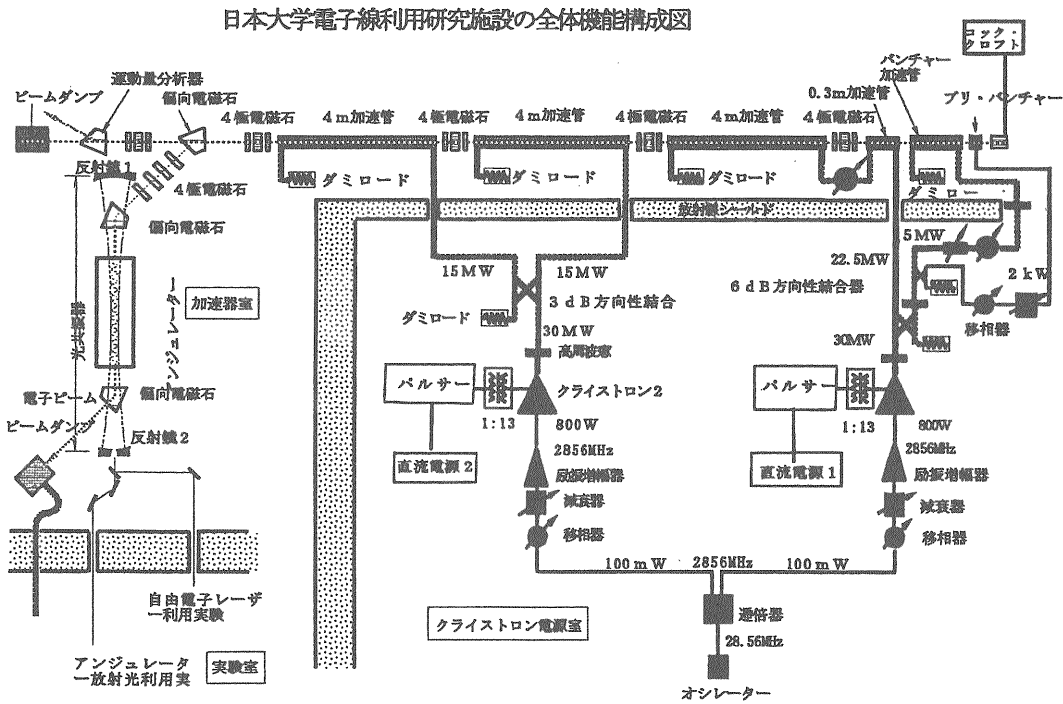 日本大学電子線利用研究施設の全体機能構成図
コック・
クロフト
運動量分析器
ビームダンプ
偏向電磁石
4極電磁石
4m加速管
4極電磁石
4m加速管
4極電磁石
4m加速管
4極電磁石
0.3m加速管
バンチャー
加速管
プリ・バンチャー
反射鏡1
4極電磁石
ダミロード
ダミロード
ダミロード
ダミロー
偏向電磁石
放射線シールド
15MW
15MW
22.5MW
5MW
2kW
光共振器
加速器室
アンジュレーター
3dB方向性結合
6dB方向性結合器
移相器
ダミロード
30MW
30MW
高周波窓
パルサー
クライストロン2
パルサー
電子ビーム
偏向電磁石
1:13
800W
1:13
800W
ビームダンプ
反射鏡2
2856MHz
2856MHz
直流電源2
励振増幅器
直流電源1
励振増幅器
減衰器
減衰器
移相器
移相器
100mW
2856MHz
100mW
自由電子レーザ
ー利用実験
クライストロン電源室
逓倍器
28.56MHz
アンジュレータ
ー放射光利用実
実験室
オシレーター